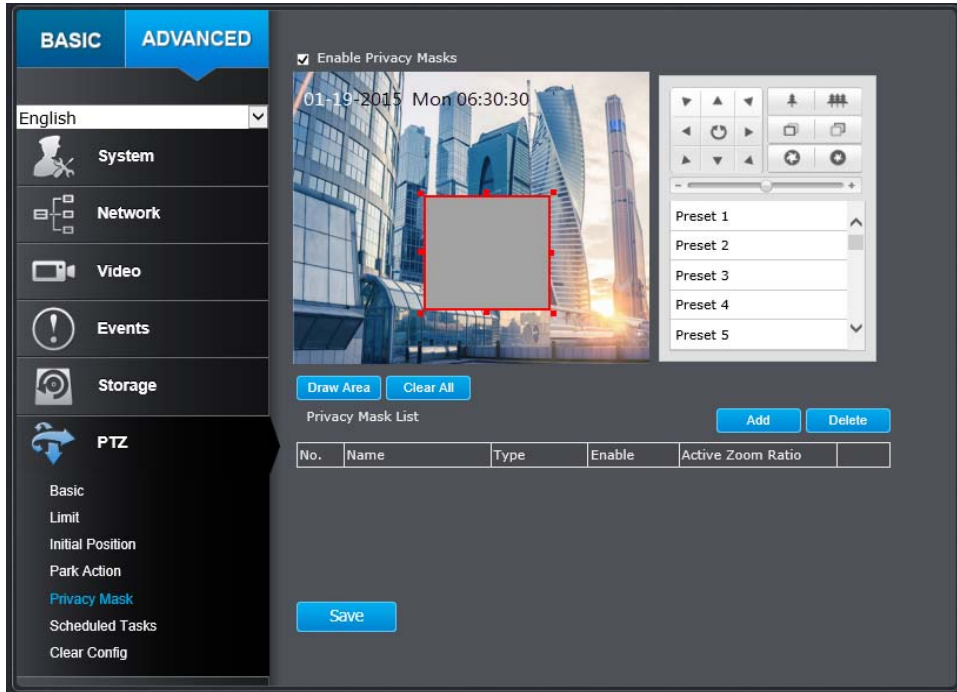 BASIC ADVANCED
English
System
Network
Video
Events
Storage
PTZ
Basic
Limit
Initial Position
Park Action
Privacy Mask
Scheduled Tasks
Clear Config
Enable Privacy Masks
01-19-2015 Mon 06:30:30
- +
Preset 1
Preset 2
Preset 3
Preset 4
Preset 5
Draw Area Clear All
Privacy Mask List Add Delete
No. Name Type Enable Active Zoom Ratio
Save